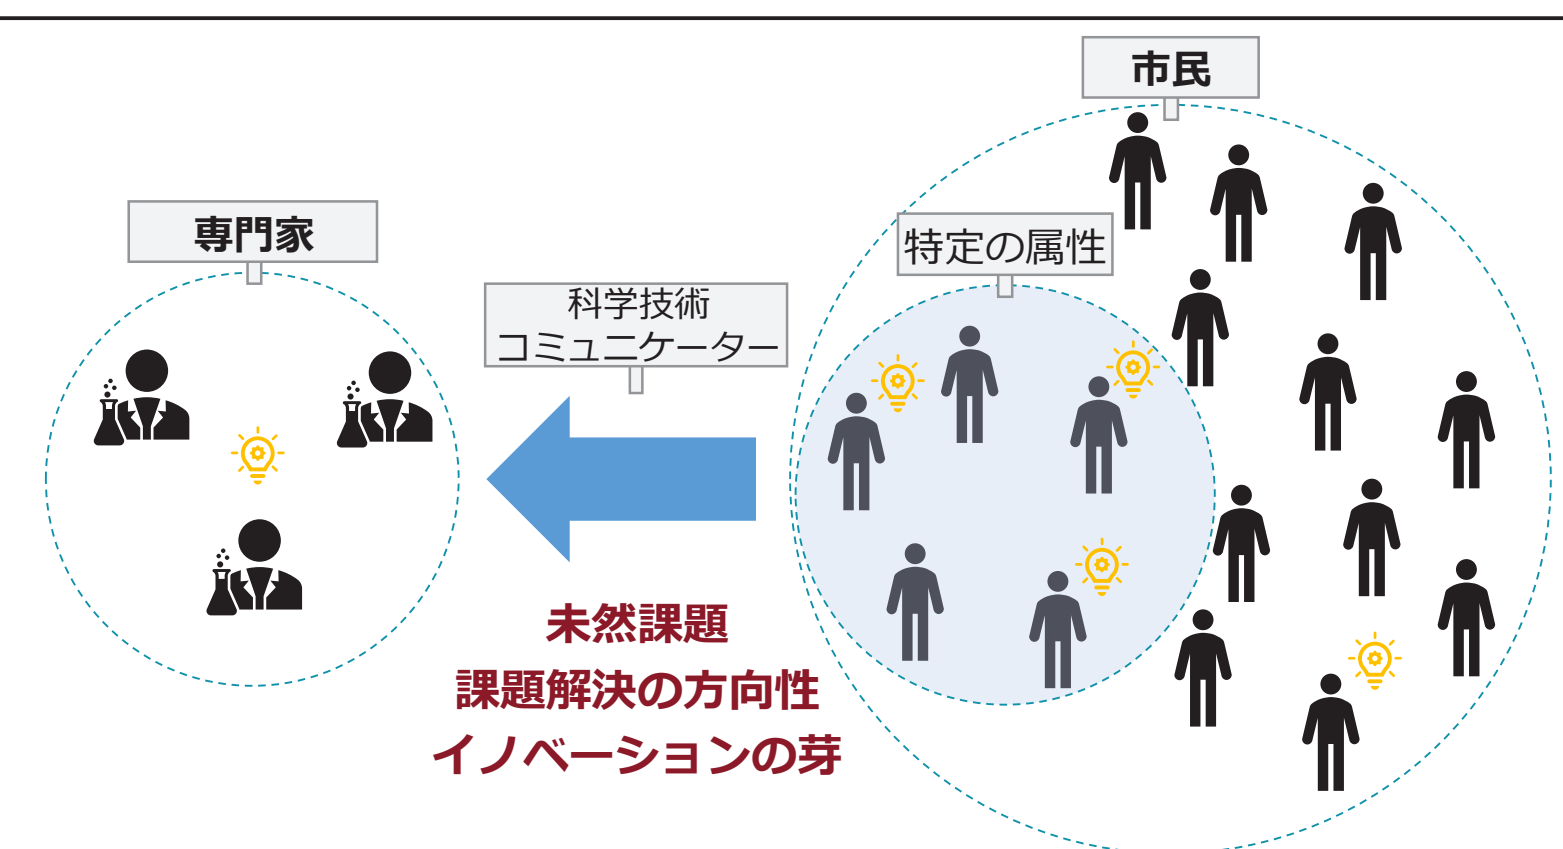 市民
専門家
特定の属性
科学技術
コミュニケーター
未然課題
課題解決の方向性
イノベーションの芽